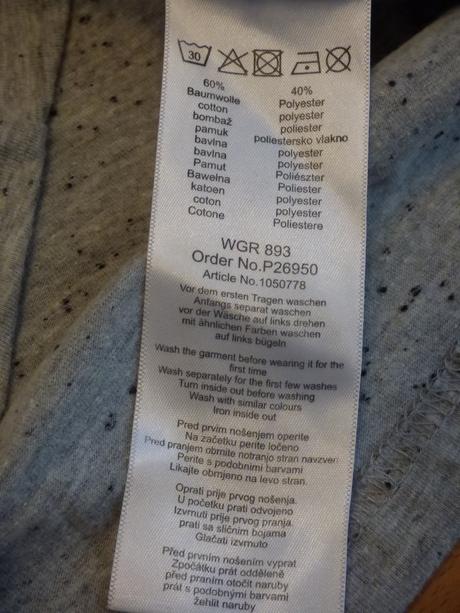 30
60% 40%
Baumwolle Polyester
cotton polyester
bombaž poliester
pamuk poliestersko vlakno
bavlna polyester
bavlna polyester
Pamut Poliészter
Bawełna Poliester
katoen polyester
coton polyester
Cotone Poliestere
WGR 893
Order No.P26950
Article No.1050778
Vor dem ersten Tragen waschen
Anfangs separat waschen
vor der Wäsche auf links drehen
mit ähnlichen Farben waschen
auf links bügeln
Wash the garment before wearing it for the
first time
Wash separately for the first few washes
Turn inside out before washing
Wash with similar colours
Iron inside out
Pred prvim nošenjem operite
Na začetku perite ločeno
Pred pranjem obrnite notranjo stran navzven
Perite s podobnimi barvami
Likajte obrnjeno na levo stran.
Oprati prije prvog nošenja.
U početku prati odvojeno
Izvrnuti prije prvog pranja.
prati sa sličnim bojama
Glačati izvrnuto
Před prvním nošením vyprat
Zpočátku prát odděleně
před praním otočit naruby
prát s podobnými barvami
žehlit naruby